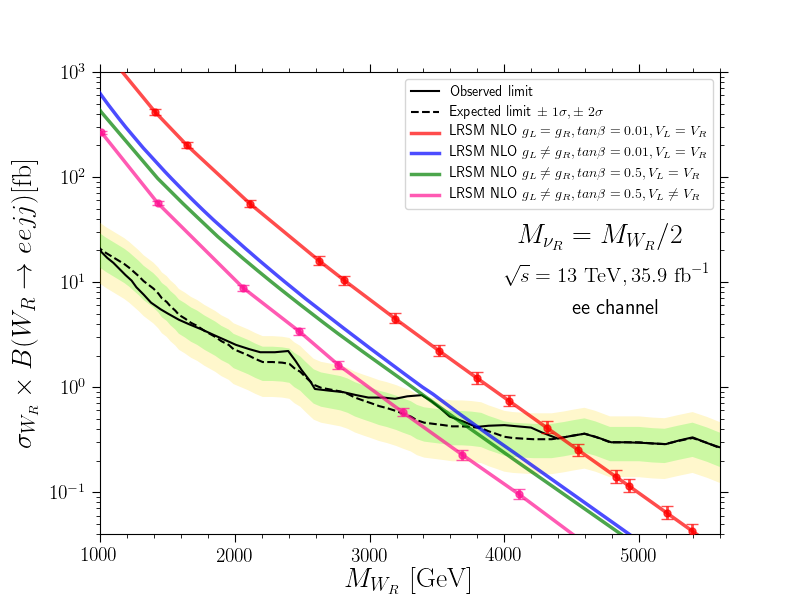 σ_{W_R} × B(W_R → eejj)[fb]
10³
10²
10¹
10⁰
10⁻¹
Observed limit
Expected limit ± 1σ, ± 2σ
LRSM NLO g_L = g_R, tanβ = 0.01, V_L = V_R
LRSM NLO g_L ≠ g_R, tanβ = 0.01, V_L = V_R
LRSM NLO g_L ≠ g_R, tanβ = 0.5, V_L = V_R
LRSM NLO g_L ≠ g_R, tanβ = 0.5, V_L ≠ V_R
M_{ν_R} = M_{W_R}/2
√s = 13 TeV, 35.9 fb⁻¹
ee channel
1000 2000 3000 4000 5000
M_{W_R} [GeV]